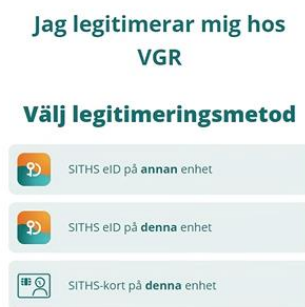 Jag legitimerar mig hos
VGR
Välj legitimeringsmetod
SITHS eID på annan enhet
SITHS eID på denna enhet
SITHS-kort på denna enhet